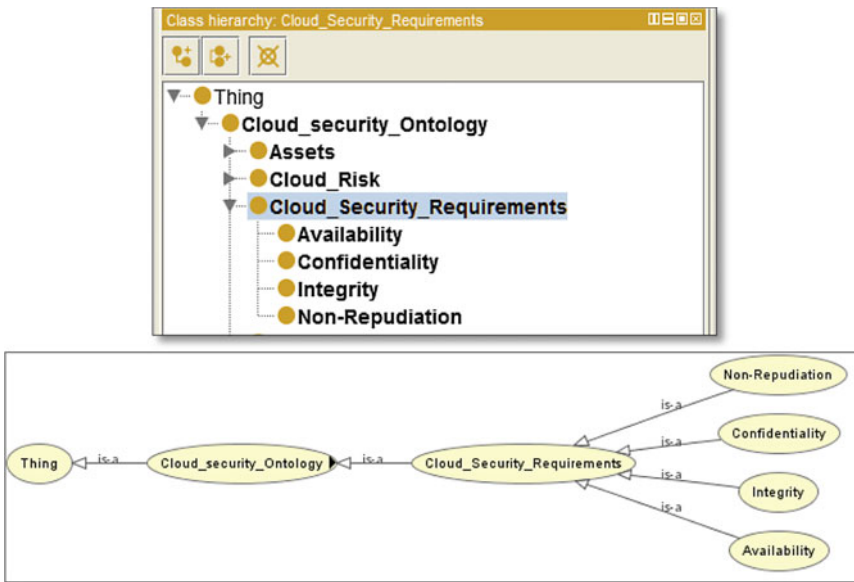 Class hierarchy: Cloud_Security_Requirements
Thing
Cloud_security_Ontology
Assets
Cloud_Risk
Cloud_Security_Requirements
Availability
Confidentiality
Integrity
Non-Repudiation
Non-Repudiation
is-a
Confidentiality
is-a
Thing
is-a
Cloud_security_Ontology
is-a
Cloud_Security_Requirements
is-a
Integrity
is-a
Availability